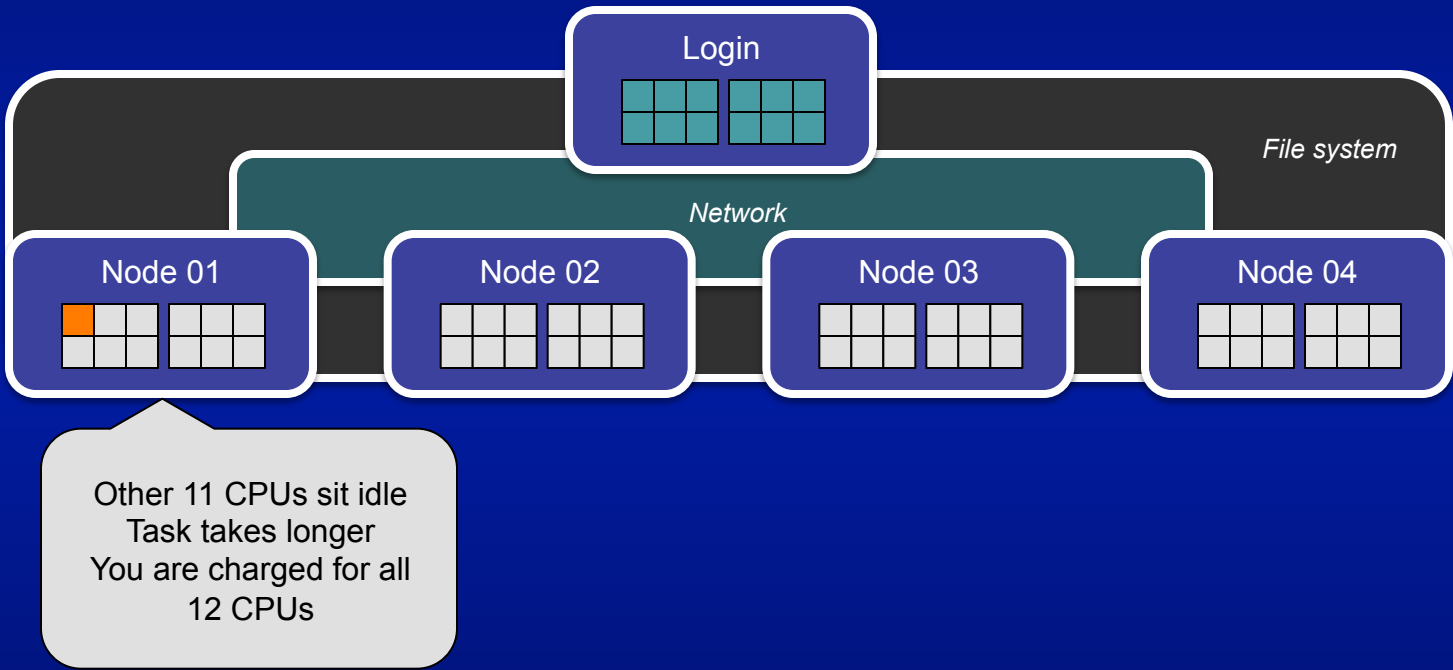 Login
File system
Network
Node 01
Node 02
Node 03
Node 04
Other 11 CPUs sit idle
Task takes longer
You are charged for all
12 CPUs